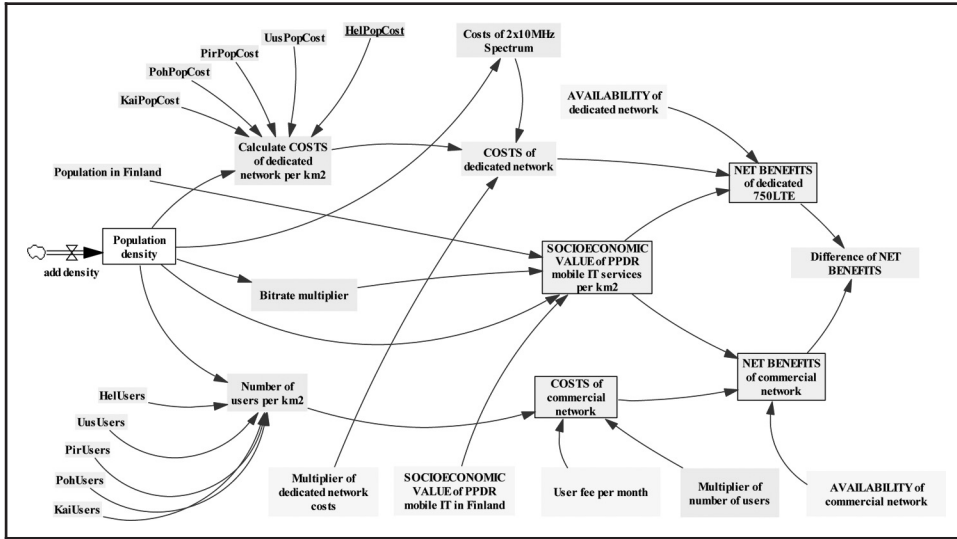 HelPopCost
UusPopCost
PirPopCost
PohPopCost
KaiPopCost
Costs of 2x10MHz
Spectrum
AVAILABILITY of
dedicated network
Calculate COSTS
of dedicated
network per km2
COSTS of
dedicated network
Population in Finland
NET BENEFITS
of dedicated
750LTE
Population
density
add density
SOCIOECONOMIC
VALUE of PPDR
mobile IT services
per km2
Difference of NET
BENEFITS
Bitrate multiplier
Number of
users per km2
COSTS of
commercial
network
NET BENEFITS
of commercial
network
HelUsers
UusUsers
PirUsers
PohUsers
KaiUsers
Multiplier of
dedicated network
costs
SOCIOECONOMIC
VALUE of PPDR
mobile IT in Finland
User fee per month
Multiplier of
number of users
AVAILABILITY of
commercial network